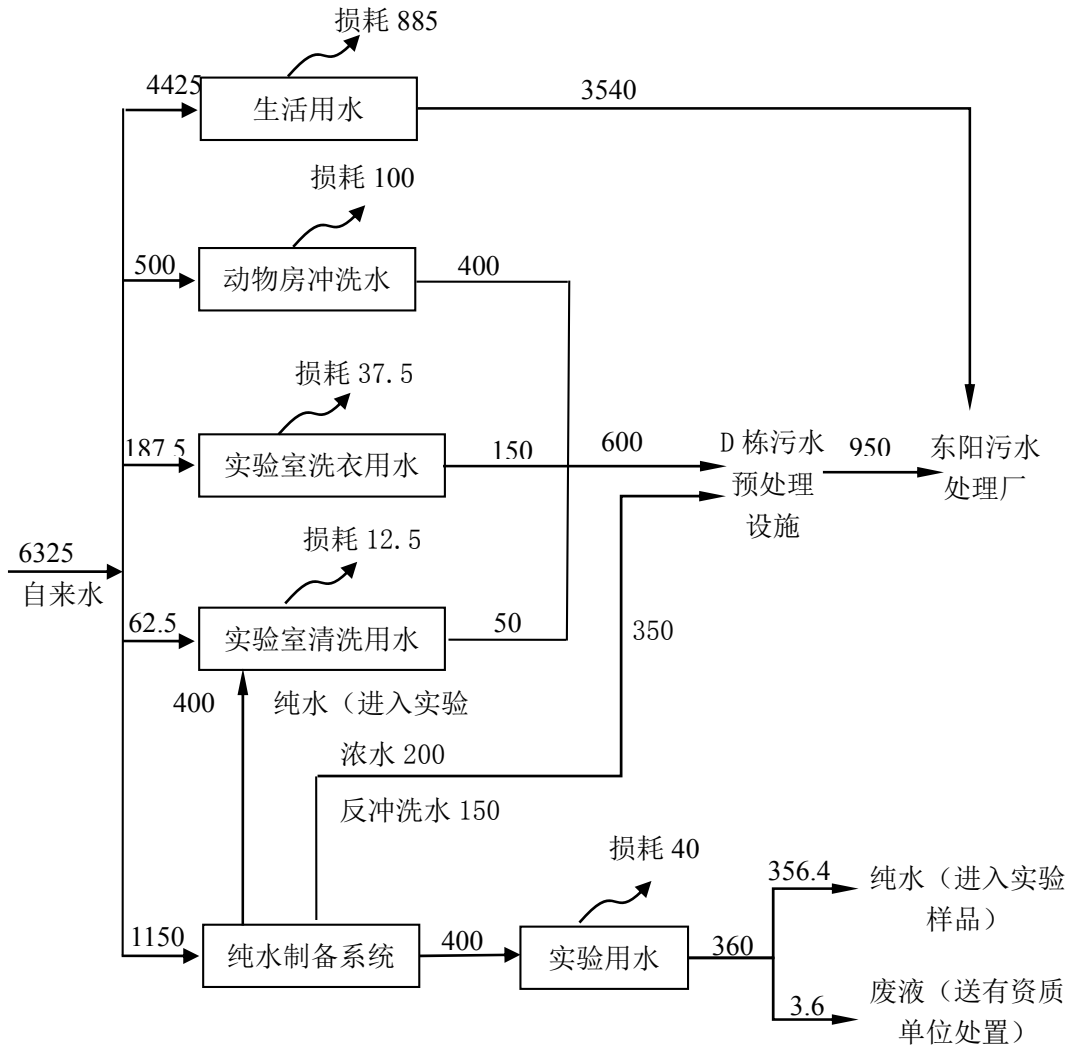 损耗 885
4425
生活用水
3540
损耗 100
500
动物房冲洗水
400
损耗 37.5
187.5
实验室洗衣用水
150
600
D 栋污水
预处理
设施
950
东阳污水
处理厂
6325
自来水
损耗 12.5
62.5
实验室清洗用水
50
350
400
纯水（进入实验
浓水 200
反冲洗水 150
损耗 40
1150
纯水制备系统
400
实验用水
360
356.4
纯水（进入实验
样品）
3.6
废液（送有资质
单位处置）